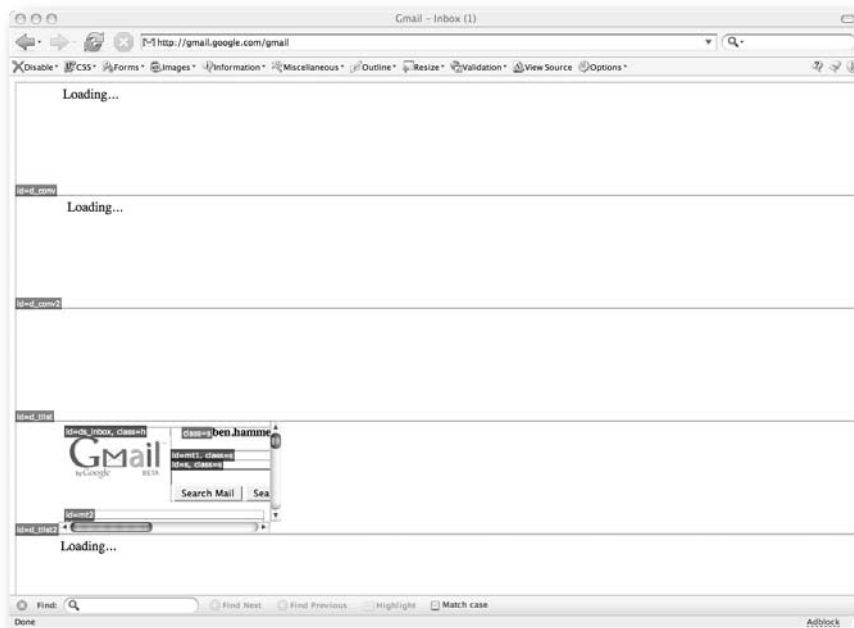 Gmail - Inbox (1)
http://gmail.google.com/gmail
Disable CSS Forms Images Information Miscellaneous Outline Resize Validation View Source Options
Loading...
id=d_conv
Loading...
id=d_conv2
id=d_tlist
id=ds_inbox, class=h class=s ben.hamme
GMail
by Google BETA
id=mt1, class=s
id=s, class=s
Search Mail Sea
id=mt2
id=d_tlist2
Loading...
Find: Find Next Find Previous Highlight Match case
Done Adblock